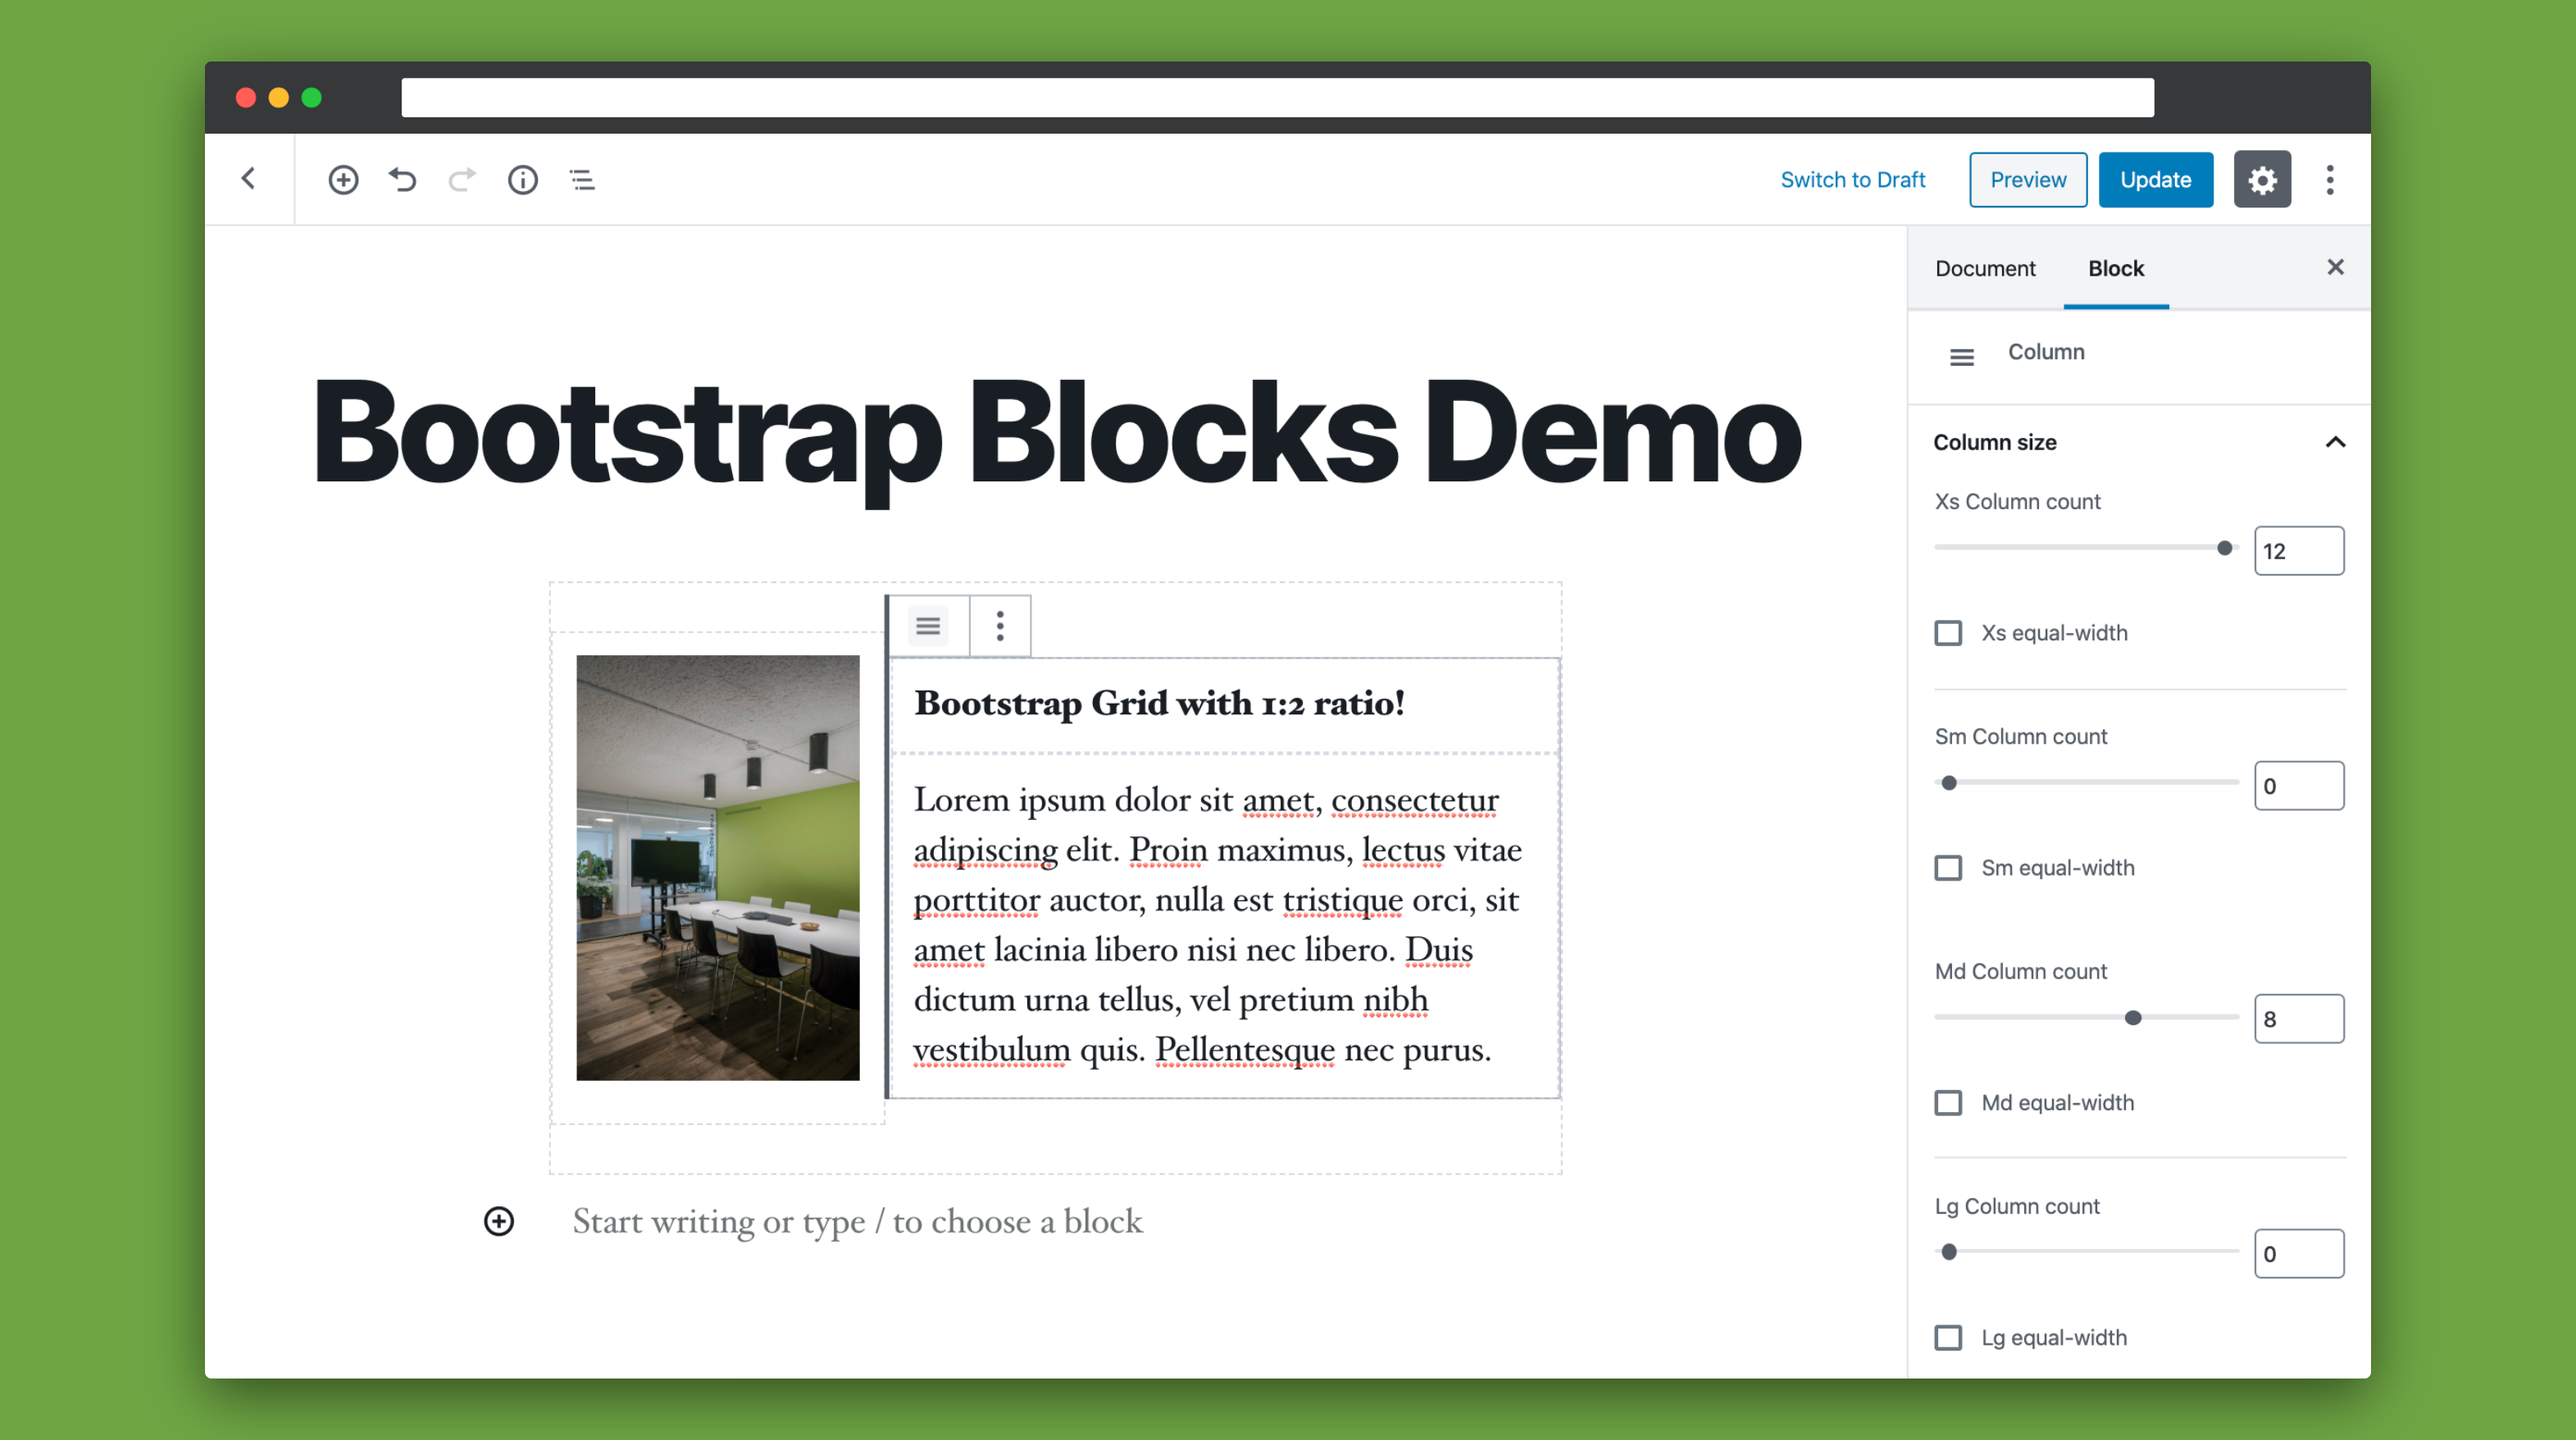 Switch to Draft
Preview
Update
Document
Block
Column
Column size
Xs Column count
12
Xs equal-width
Sm Column count
0
Sm equal-width
Md Column count
8
Md equal-width
Lg Column count
0
Lg equal-width
Bootstrap Blocks Demo
Bootstrap Grid with 1:2 ratio!
Lorem ipsum dolor sit amet, consectetur
adipiscing elit. Proin maximus, lectus vitae
porttitor auctor, nulla est tristique orci, sit
amet lacinia libero nisi nec libero. Duis
dictum urna tellus, vel pretium nibh
vestibulum quis. Pellentesque nec purus.
Start writing or type / to choose a block